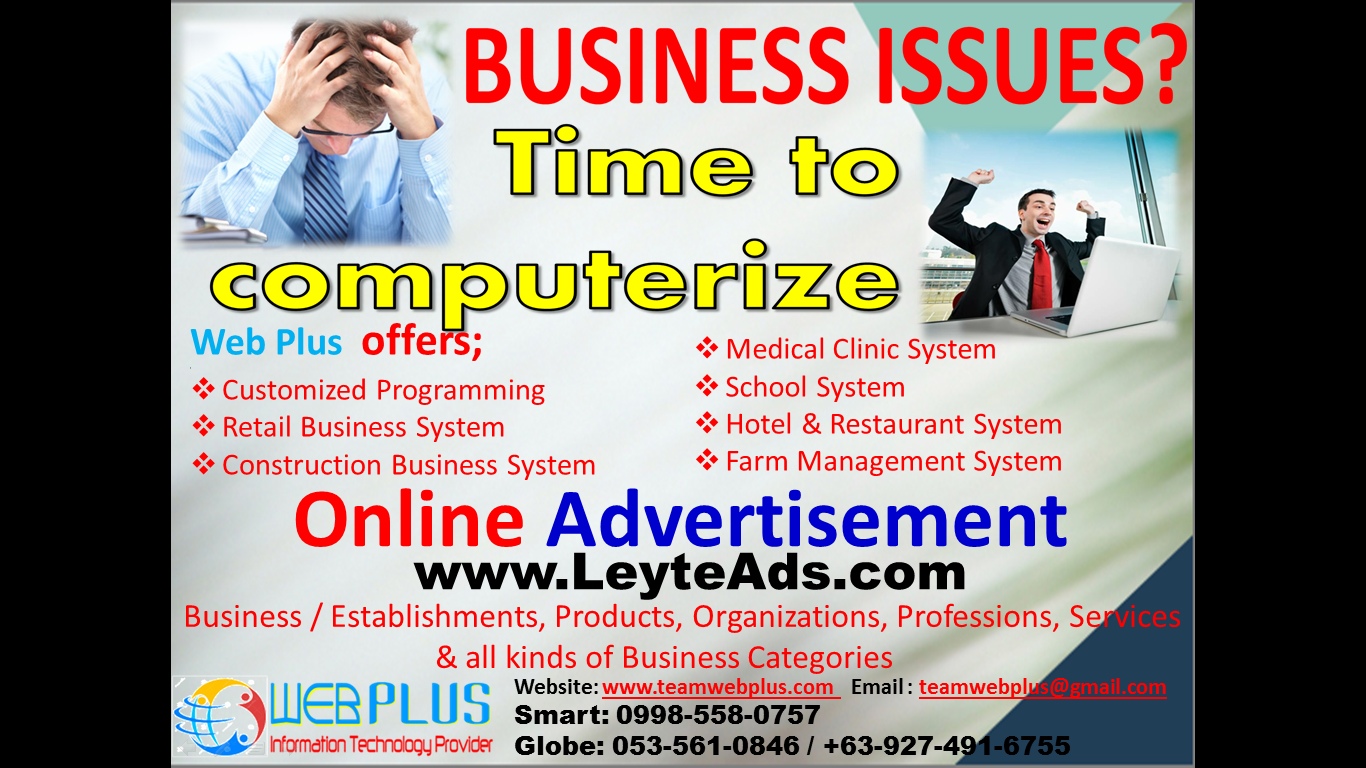 BUSINESS ISSUES?
Time to
computerize
Web Plus offers;
❖ Customized Programming
❖ Retail Business System
❖ Construction Business System
❖ Medical Clinic System
❖ School System
❖ Hotel & Restaurant System
❖ Farm Management System
Online Advertisement
www.LeyteAds.com
Business / Establishments, Products, Organizations, Professions, Services
& all kinds of Business Categories
WEBPLUS
Information Technology Provider
Website: www.teamwebplus.com Email : teamwebplus@gmail.com
Smart: 0998-558-0757
Globe: 053-561-0846 / +63-927-491-6755